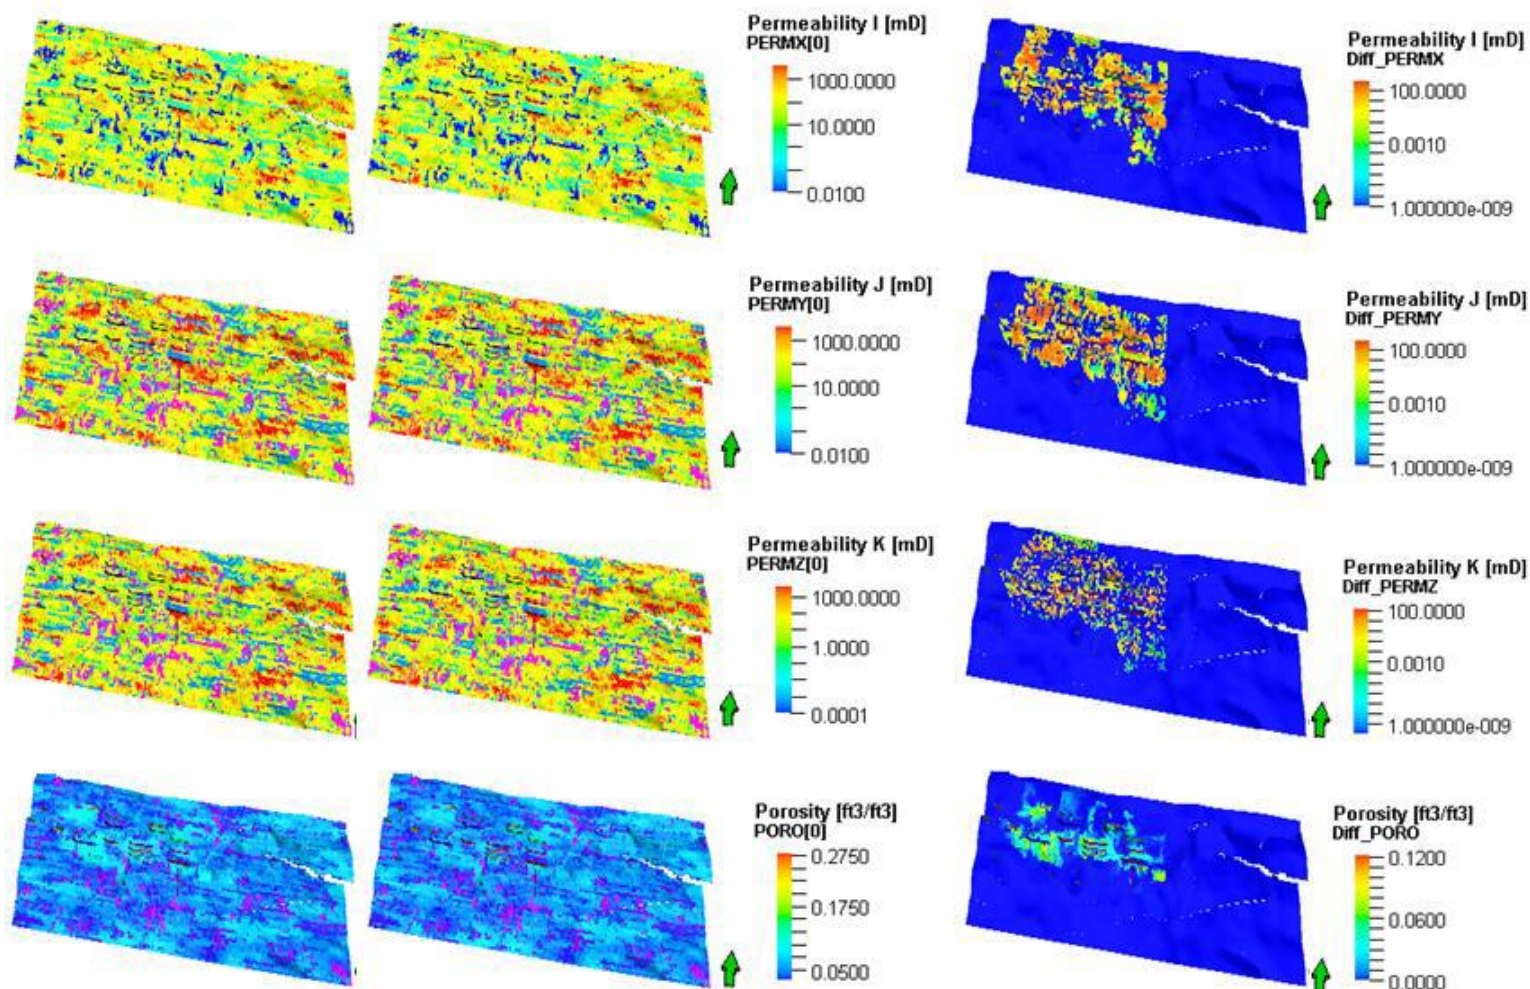 Permeability I [mD]
PERMX[0]
1000.0000
10.0000
0.0100
Permeability I [mD]
Diff_PERMX
100.0000
0.0010
1.000000e-009
Permeability J [mD]
PERMY[0]
1000.0000
10.0000
0.0100
Permeability J [mD]
Diff_PERMY
100.0000
0.0010
1.000000e-009
Permeability K [mD]
PERMZ[0]
1000.0000
1.0000
0.0001
Permeability K [mD]
Diff_PERMZ
100.0000
0.0010
1.000000e-009
Porosity [ft3/ft3]
PORO[0]
0.2750
0.1750
0.0500
Porosity [ft3/ft3]
Diff_PORO
0.1200
0.0600
0.0000